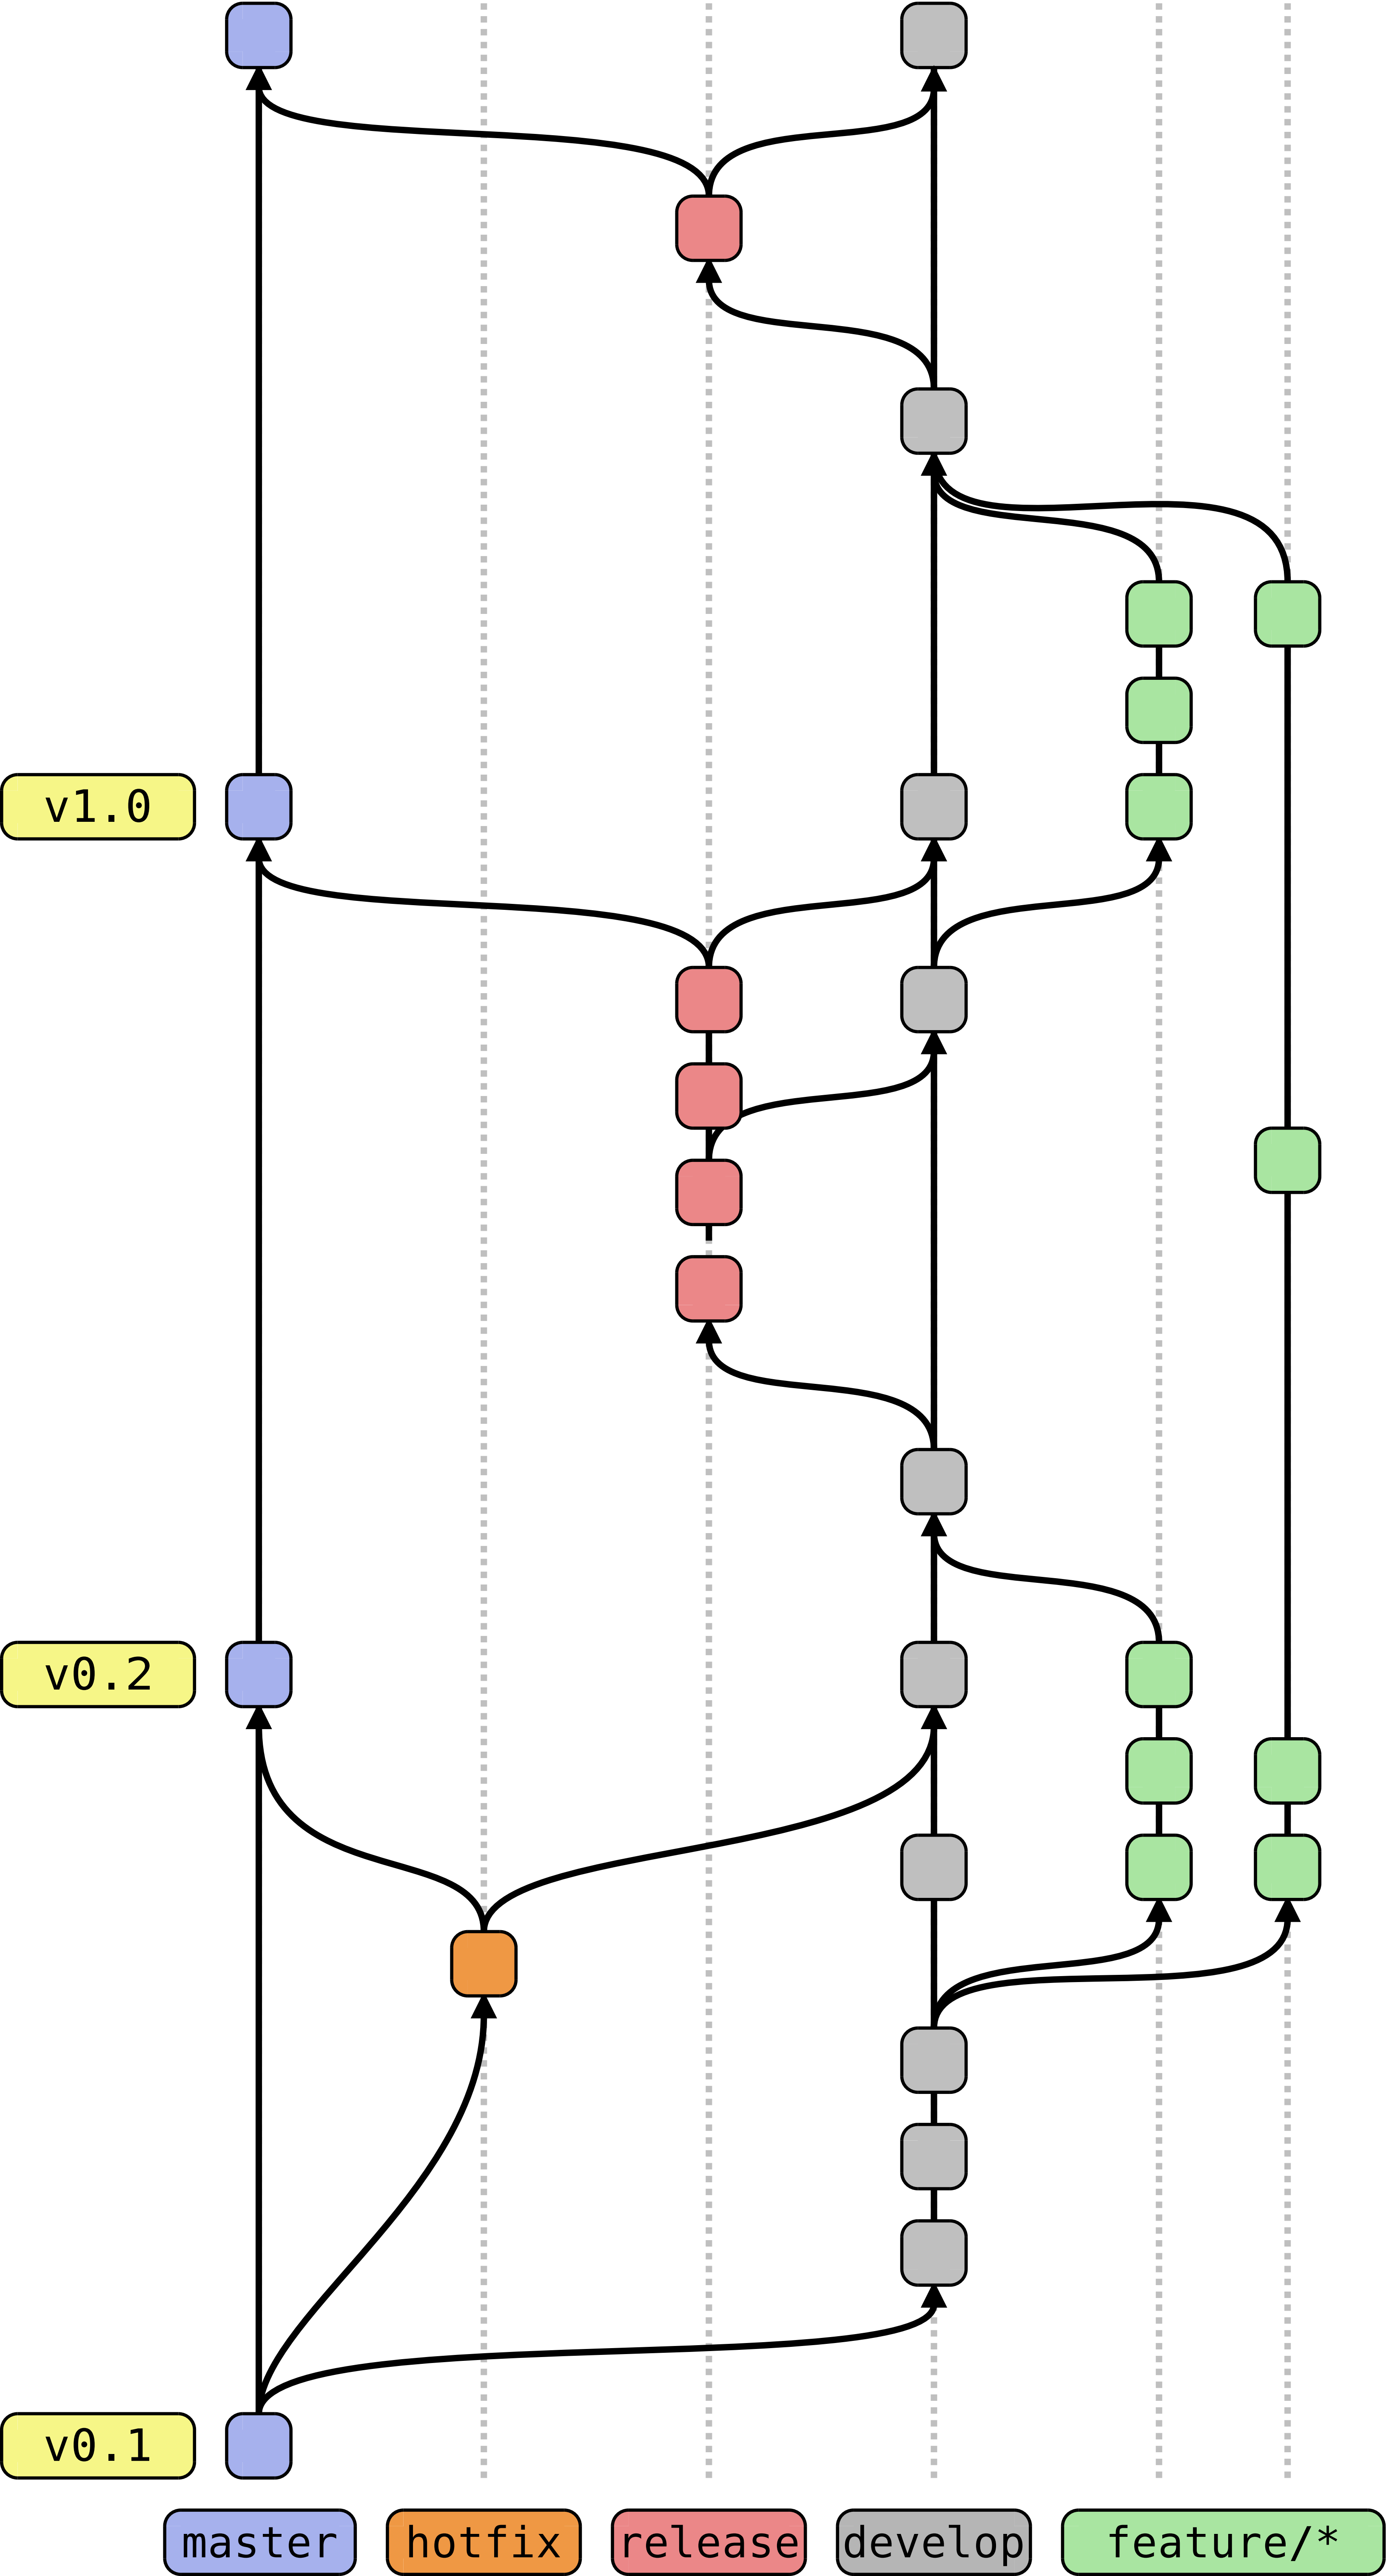 v1.0
v0.2
v0.1
master hotfix release develop feature/*